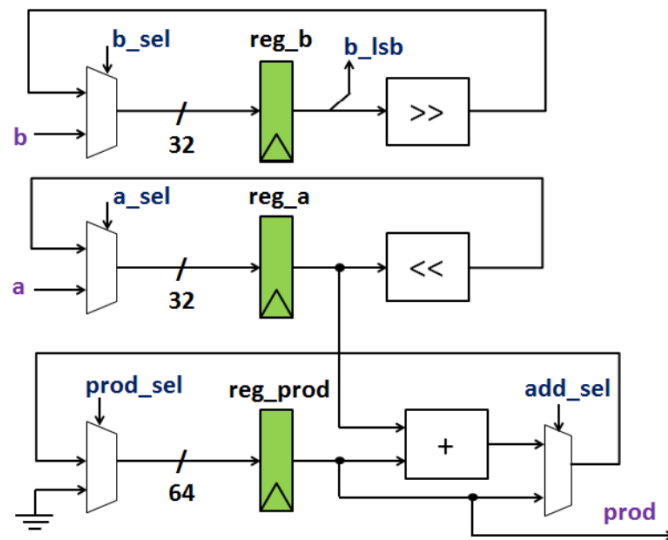 b_sel
reg_b
b_lsb
>>
b
32
a_sel
reg_a
<<
a
32
prod_sel
reg_prod
add_sel
+
64
prod